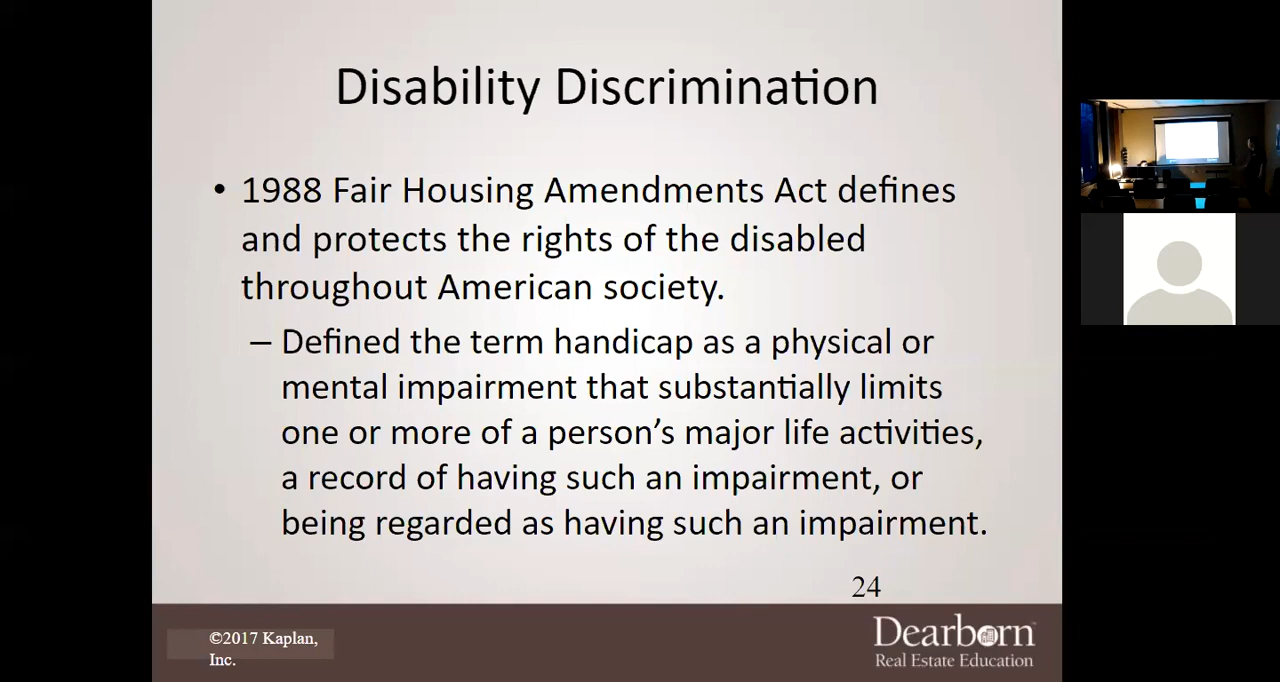 Disability Discrimination
• 1988 Fair Housing Amendments Act defines
and protects the rights of the disabled
throughout American society.
– Defined the term handicap as a physical or
mental impairment that substantially limits
one or more of a person’s major life activities,
a record of having such an impairment, or
being regarded as having such an impairment.
24
©2017 Kaplan,
Inc.
Dearborn™
Real Estate Education